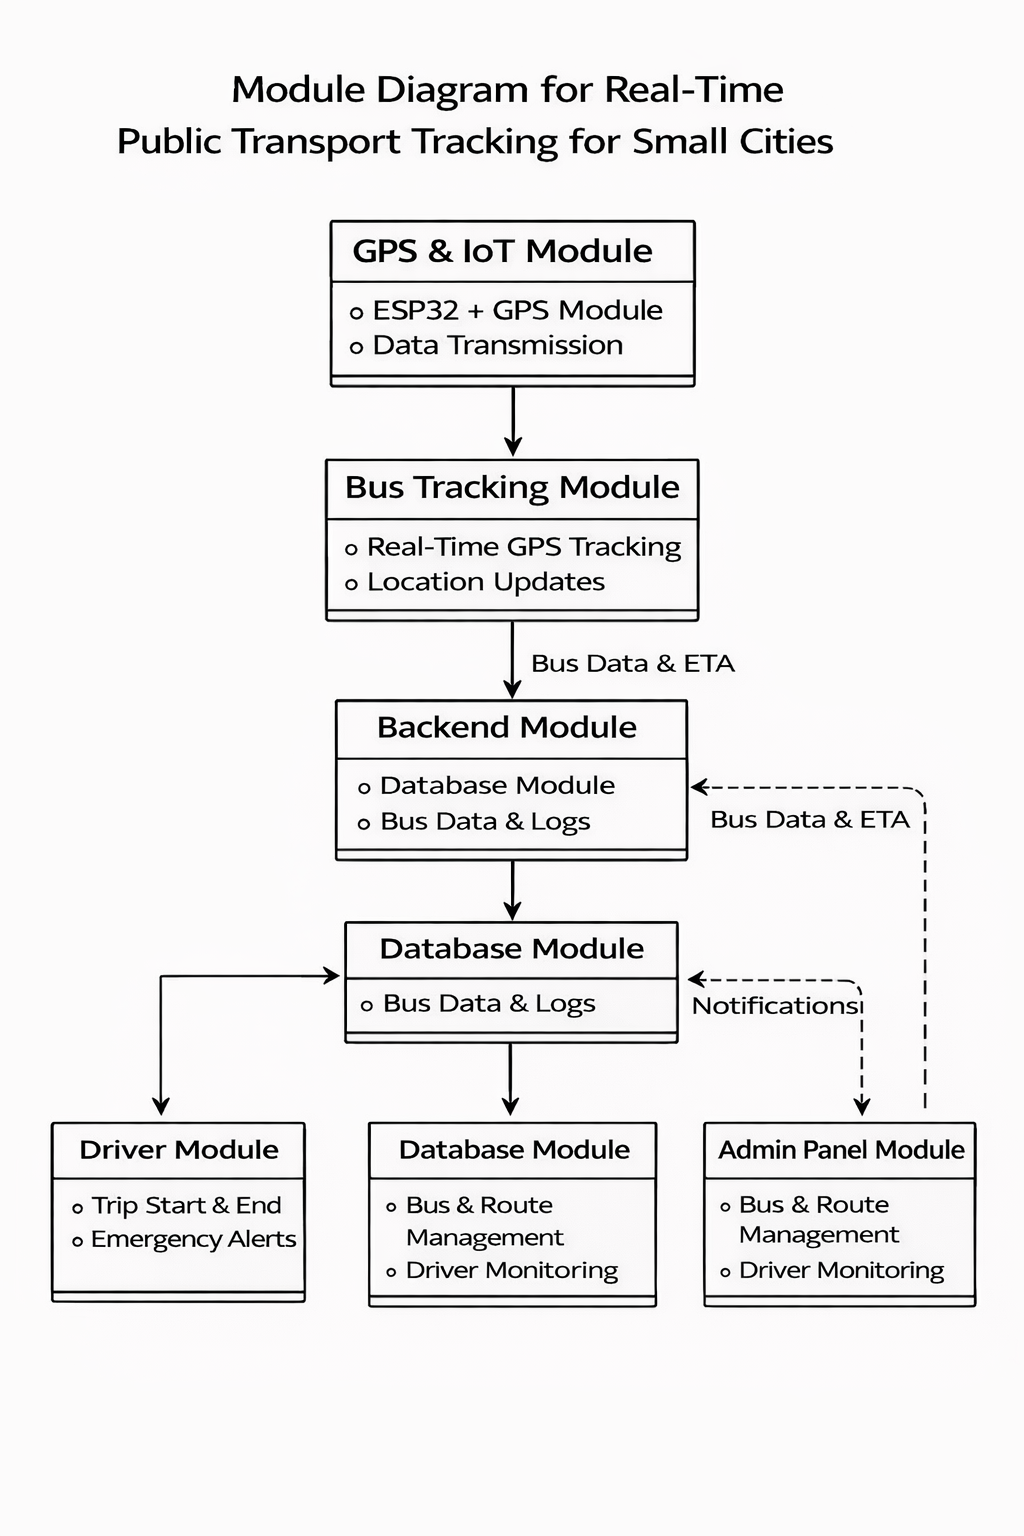 Module Diagram for Real-Time
Public Transport Tracking for Small Cities
GPS & IoT Module
ESP32 + GPS Module
Data Transmission
Bus Tracking Module
Real-Time GPS Tracking
Location Updates
Bus Data & ETA
Backend Module
Database Module
Bus Data & Logs
Bus Data & ETA
Database Module
Bus Data & Logs
Notifications
Driver Module
Trip Start & End
Emergency Alerts
Database Module
Bus & Route
Management
Driver Monitoring
Admin Panel Module
Bus & Route
Management
Driver Monitoring